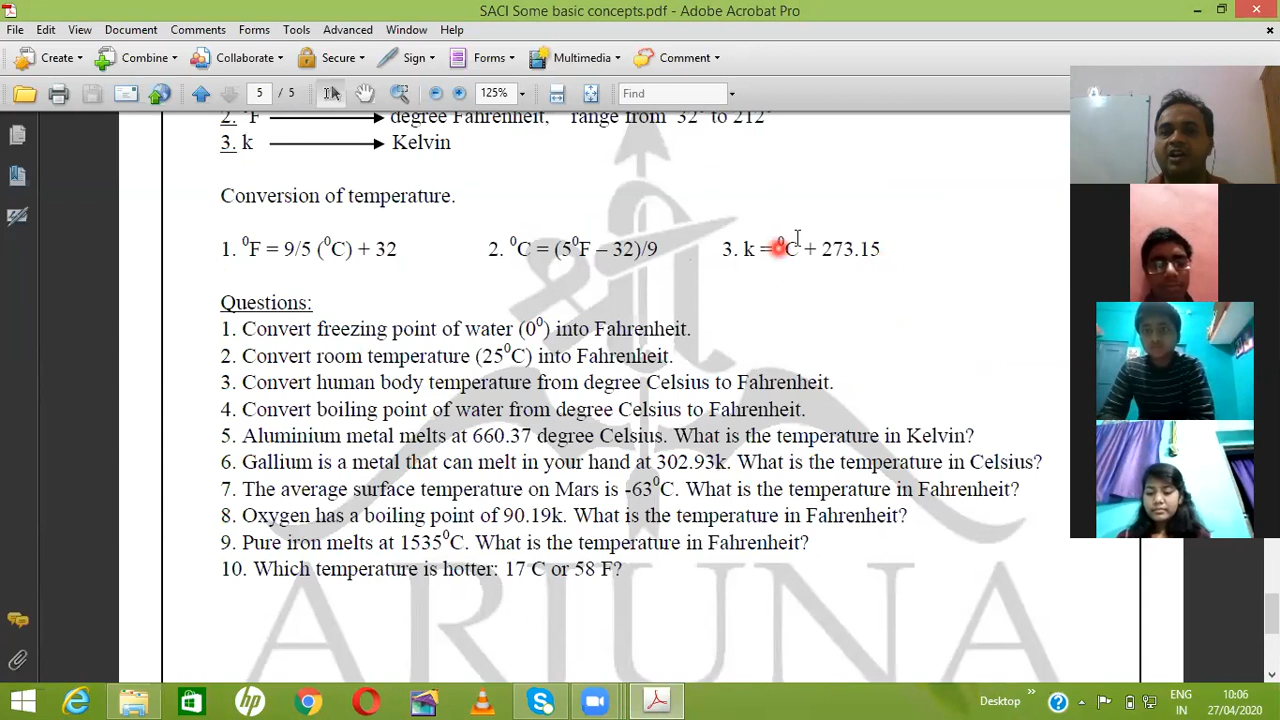 SACI Some basic concepts.pdf - Adobe Acrobat Pro
File Edit View Document Comments Forms Tools Advanced Window Help
Create Combine Collaborate Secure Sign Forms Multimedia Comment
5 / 5 125% Find
2. ⁰F degree Fahrenheit, range from 32° to 212°
3. k Kelvin
Conversion of temperature.
1. ⁰F = 9/5 (⁰C) + 32 2. ⁰C = (5⁰F – 32)/9 3. k = ⁰C + 273.15
Questions:
1. Convert freezing point of water (0⁰) into Fahrenheit.
2. Convert room temperature (25⁰C) into Fahrenheit.
3. Convert human body temperature from degree Celsius to Fahrenheit.
4. Convert boiling point of water from degree Celsius to Fahrenheit.
5. Aluminium metal melts at 660.37 degree Celsius. What is the temperature in Kelvin?
6. Gallium is a metal that can melt in your hand at 302.93k. What is the temperature in Celsius?
7. The average surface temperature on Mars is -63⁰C. What is the temperature in Fahrenheit?
8. Oxygen has a boiling point of 90.19k. What is the temperature in Fahrenheit?
9. Pure iron melts at 1535⁰C. What is the temperature in Fahrenheit?
10. Which temperature is hotter: 17 C or 58 F?
श्री
ARJUNA
Desktop ENG 10:06
IN 27/04/2020